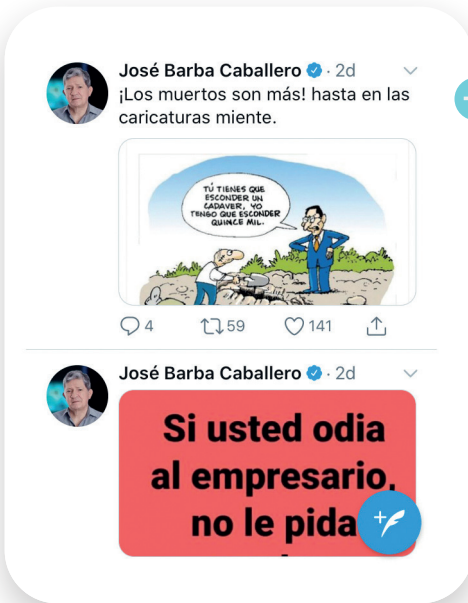 José Barba Caballero · 2d
¡Los muertos son más! hasta en las
caricaturas miente.
TÚ TIENES QUE
ESCONDER UN
CADAVER, YO
TENGO QUE ESCONDER
QUINCE MIL.
4 59 141
José Barba Caballero · 2d
Si usted odia
al empresario,
no le pida